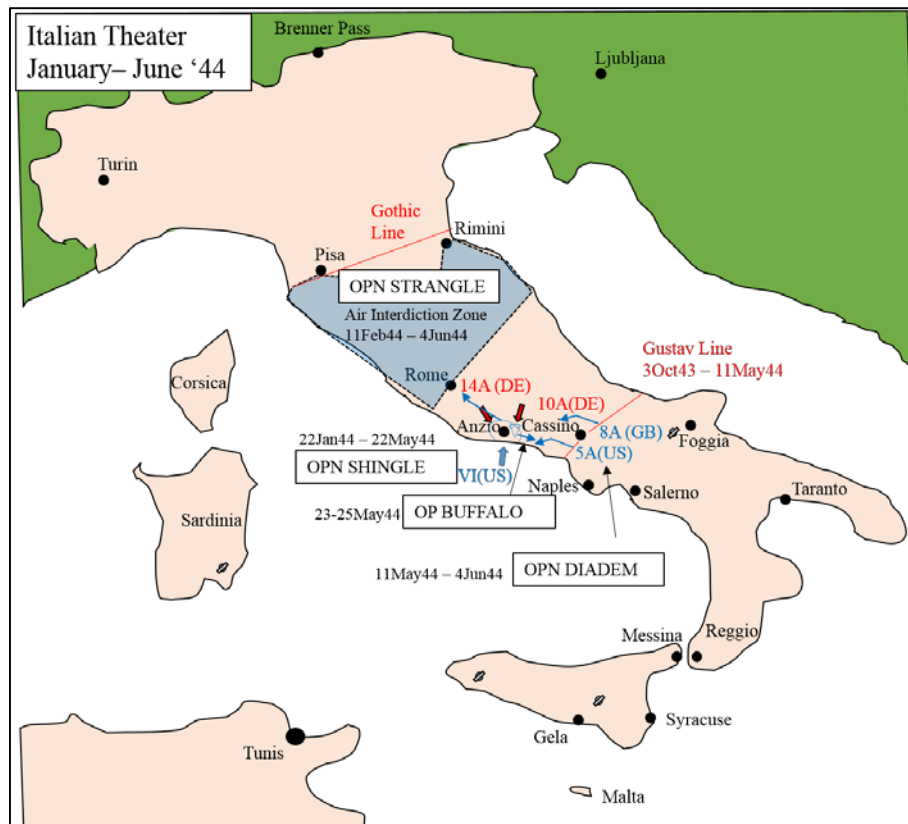 Italian Theater
January– June ‘44
Brenner Pass
Ljubljana
Turin
Gothic
Line
Rimini
Pisa
OPN STRANGLE
Air Interdiction Zone
11Feb44 – 4Jun44
Gustav Line
3Oct43 – 11May44
Corsica
Rome
14A (DE)
10A(DE)
Anzio
Cassino
8A (GB)
Foggia
5A(US)
22Jan44 – 22May44
OPN SHINGLE
VI(US)
Naples
Salerno
Taranto
Sardinia
23-25May44
OP BUFFALO
11May44 – 4Jun44
OPN DIADEM
Messina
Reggio
Gela
Syracuse
Tunis
Malta